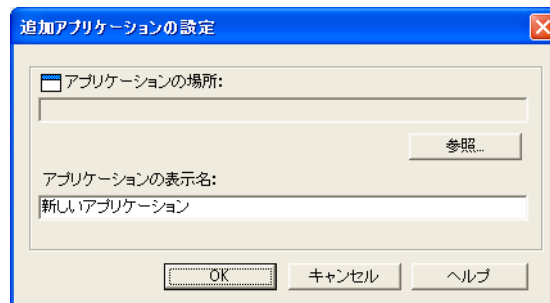 追加アプリケーションの設定
アプリケーションの場所:
参照...
アプリケーションの表示名:
新しいアプリケーション
OK キャンセル ヘルプ